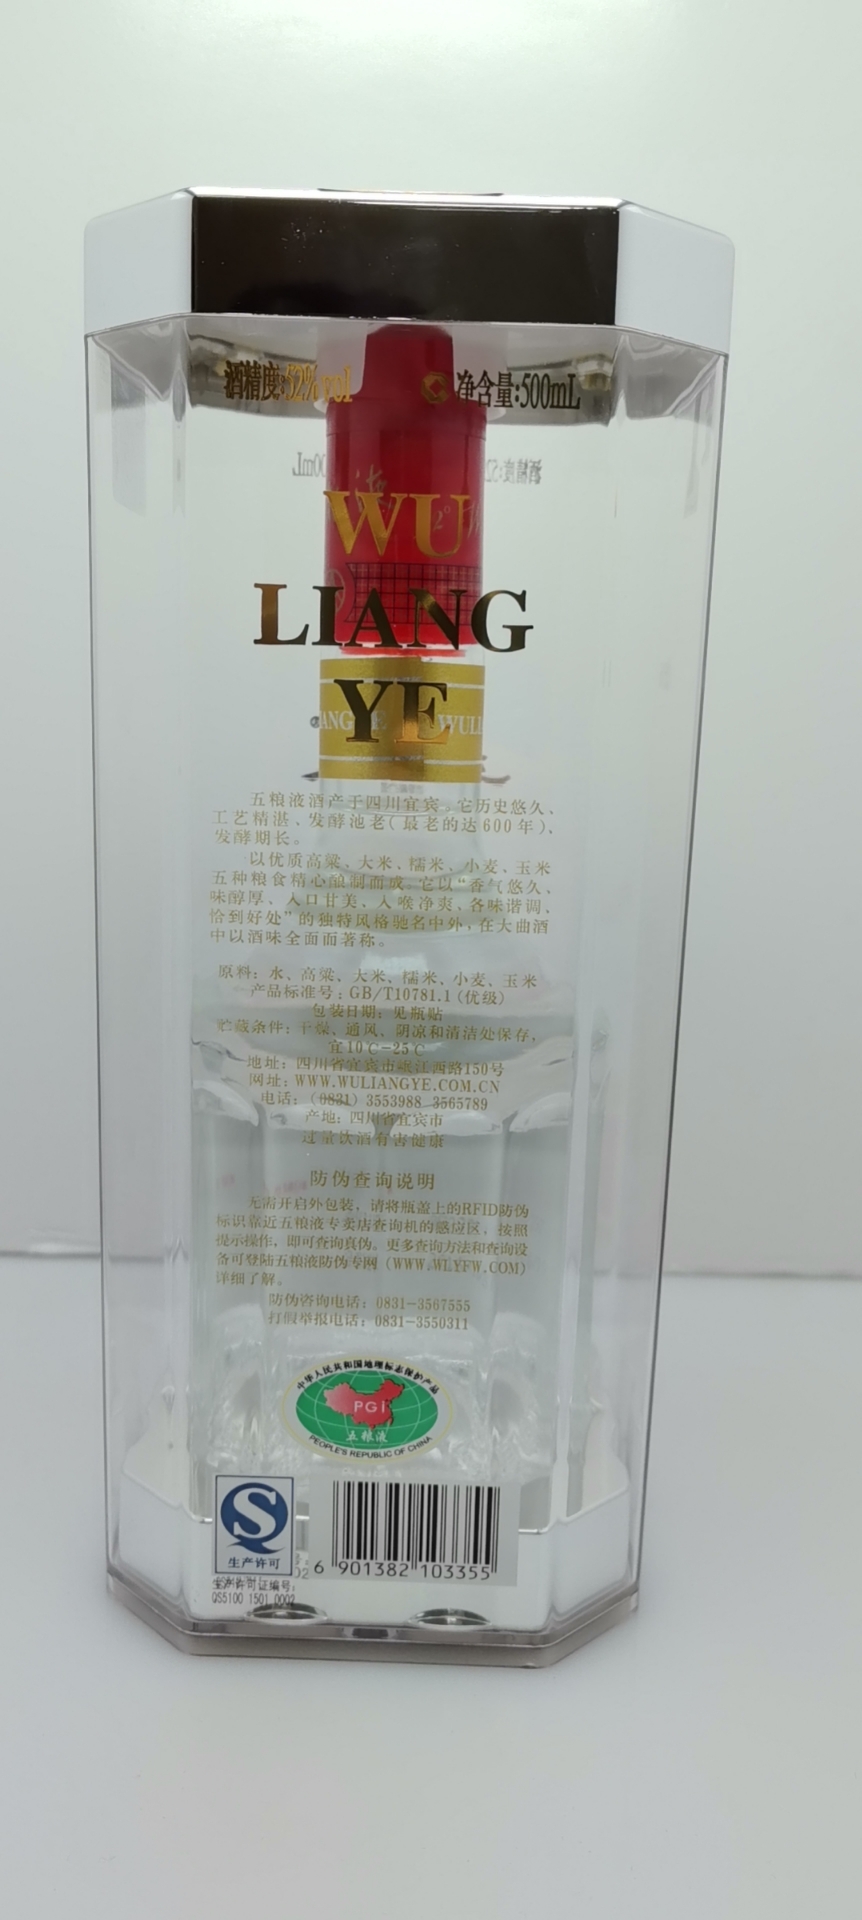 酒精度:52%vol 净含量:500mL
WU
LIANG
YE
五粮液酒产于四川宜宾。它历史悠久、
工艺精湛、发酵池老(最老的达600年)、
发酵期长。
以优质高粱、大米、糯米、小麦、玉米
五种粮食精心酿制而成。它以“香气悠久、
味醇厚、入口甘美、入喉净爽、各味谐调、
恰到好处”的独特风格驰名中外,在大曲酒
中以酒味全面而著称。
原料:水、高粱、大米、糯米、小麦、玉米
产品标准号:GB/T10781.1(优级)
包装日期:见瓶贴
贮藏条件:干燥、通风、阴凉和清洁处保存,
宜10℃-25℃
地址:四川省宜宾市岷江西路150号
网址:WWW.WULIANGYE.COM.CN
电话:(0831)3553988 3565789
产地:四川省宜宾市
过量饮酒有害健康
防伪查询说明
无需开启外包装,请将瓶盖上的RFID防伪
标识靠近五粮液专卖店查询机的感应区,按照
提示操作,即可查询真伪。更多查询方法和查询设
备可登陆五粮液防伪专网(WWW.WLYFW.COM)
详细了解。
防伪咨询电话:0831-3567555
打假举报电话:0831-3550311
中华人民共和国地理标志保护产品
PGI
五粮液
PEOPLE'S REPUBLIC OF CHINA
生产许可
6 901382 103355
生产许可证编号:
QS5100 1501 0002